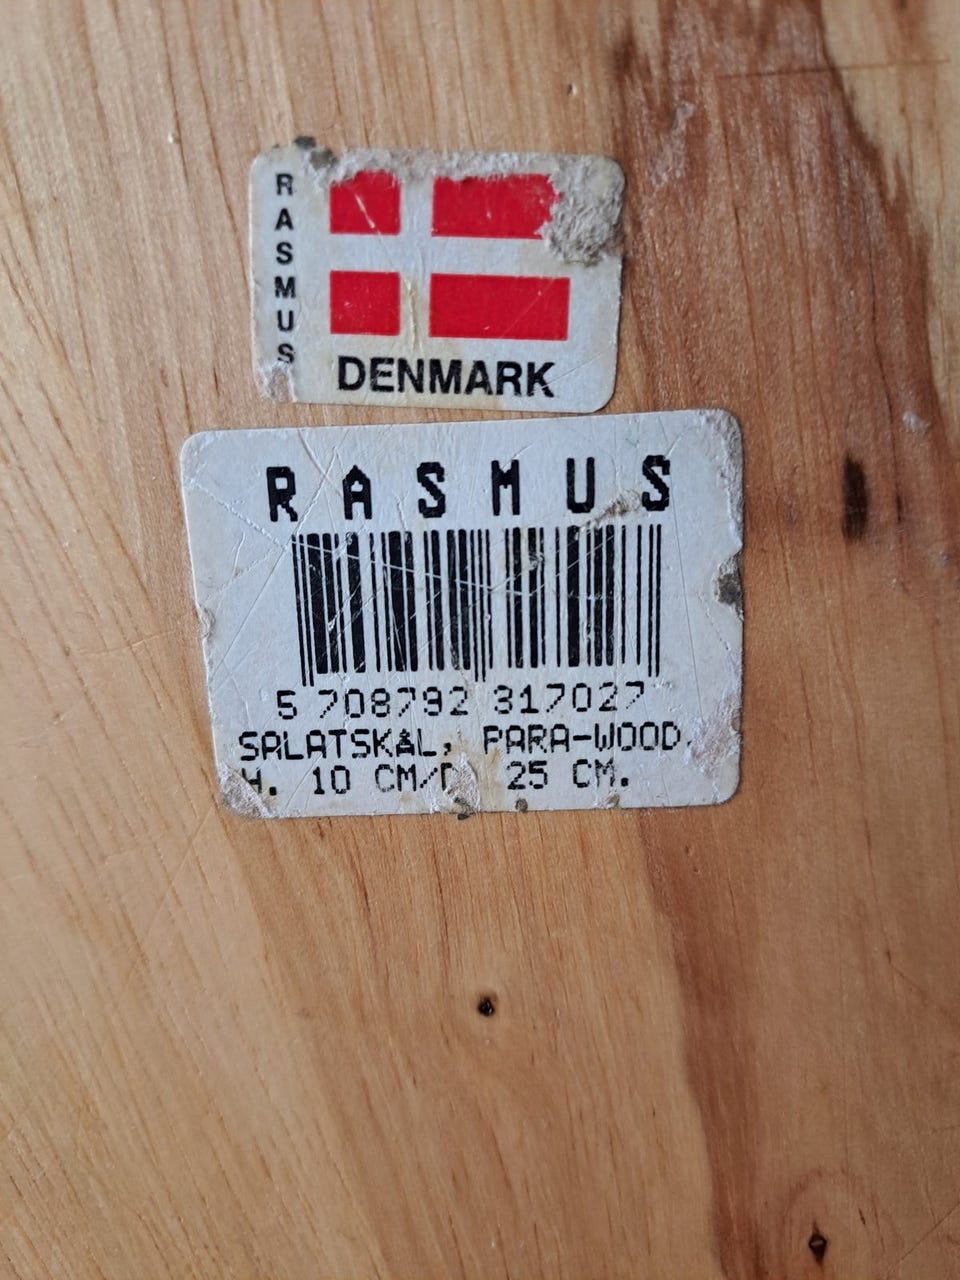 RASMUS
DENMARK
RASMUS
5 708792 317027
SALATSKÅL, PARA-WOOD.
H. 10 CM/D 25 CM.